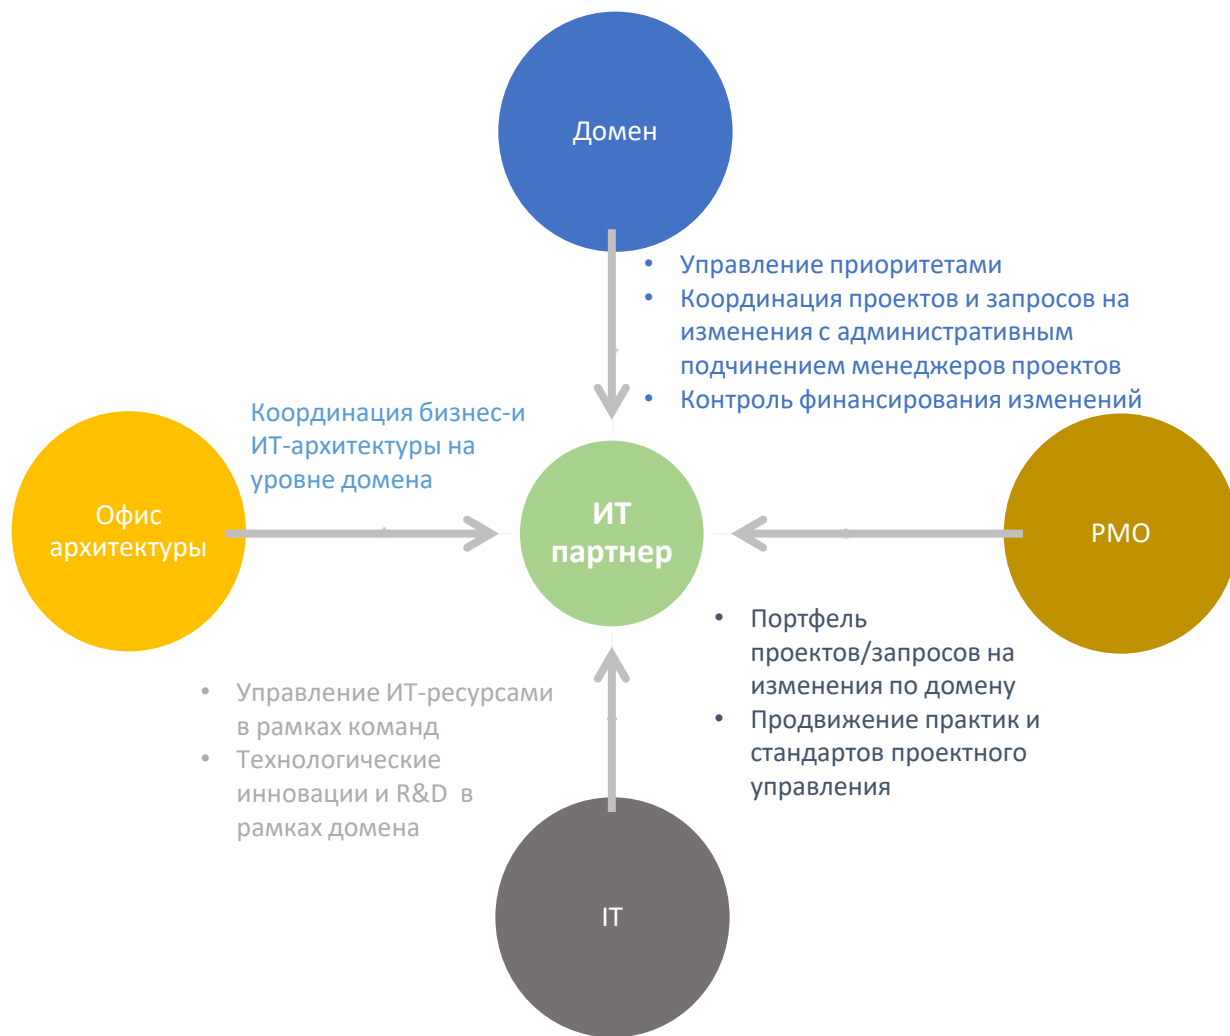 Домен
• Управление приоритетами
• Координация проектов и запросов на
изменения с административным
подчинением менеджеров проектов
• Контроль финансирования изменений
Координация бизнес-и
ИТ-архитектуры на
уровне домена
Офис
архитектуры
ИТ
партнер
PMO
• Портфель
проектов/запросов на
изменения по домену
• Продвижение практик и
стандартов проектного
управления
• Управление ИТ-ресурсами
в рамках команд
• Технологические
инновации и R&D в
рамках домена
IT